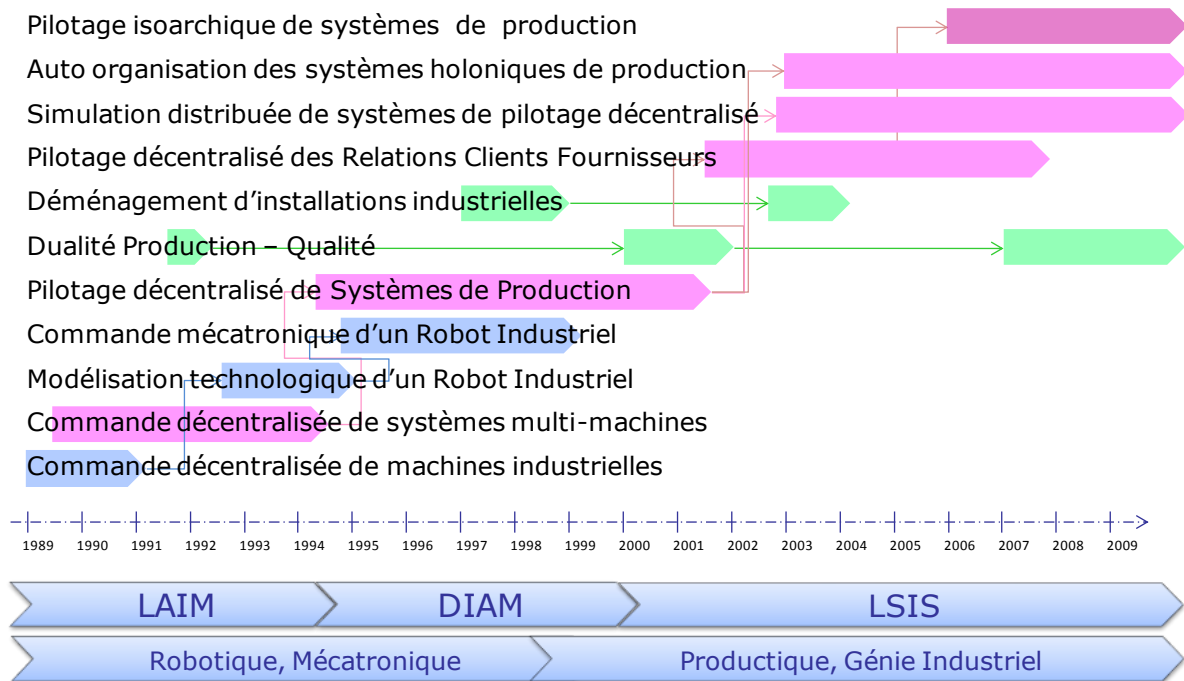 Pilotage isoarchique de systèmes de production
Auto organisation des systèmes holoniques de production
Simulation distribuée de systèmes de pilotage décentralisé
Pilotage décentralisé des Relations Clients Fournisseurs
Déménagement d’installations industrielles
Dualité Production – Qualité
Pilotage décentralisé de Systèmes de Production
Commande mécatronique d’un Robot Industriel
Modélisation technologique d’un Robot Industriel
Commande décentralisée de systèmes multi-machines
Commande décentralisée de machines industrielles
1989 1990 1991 1992 1993 1994 1995 1996 1997 1998 1999 2000 2001 2002 2003 2004 2005 2006 2007 2008 2009
LAIM DIAM LSIS
Robotique, Mécatronique Productique, Génie Industriel